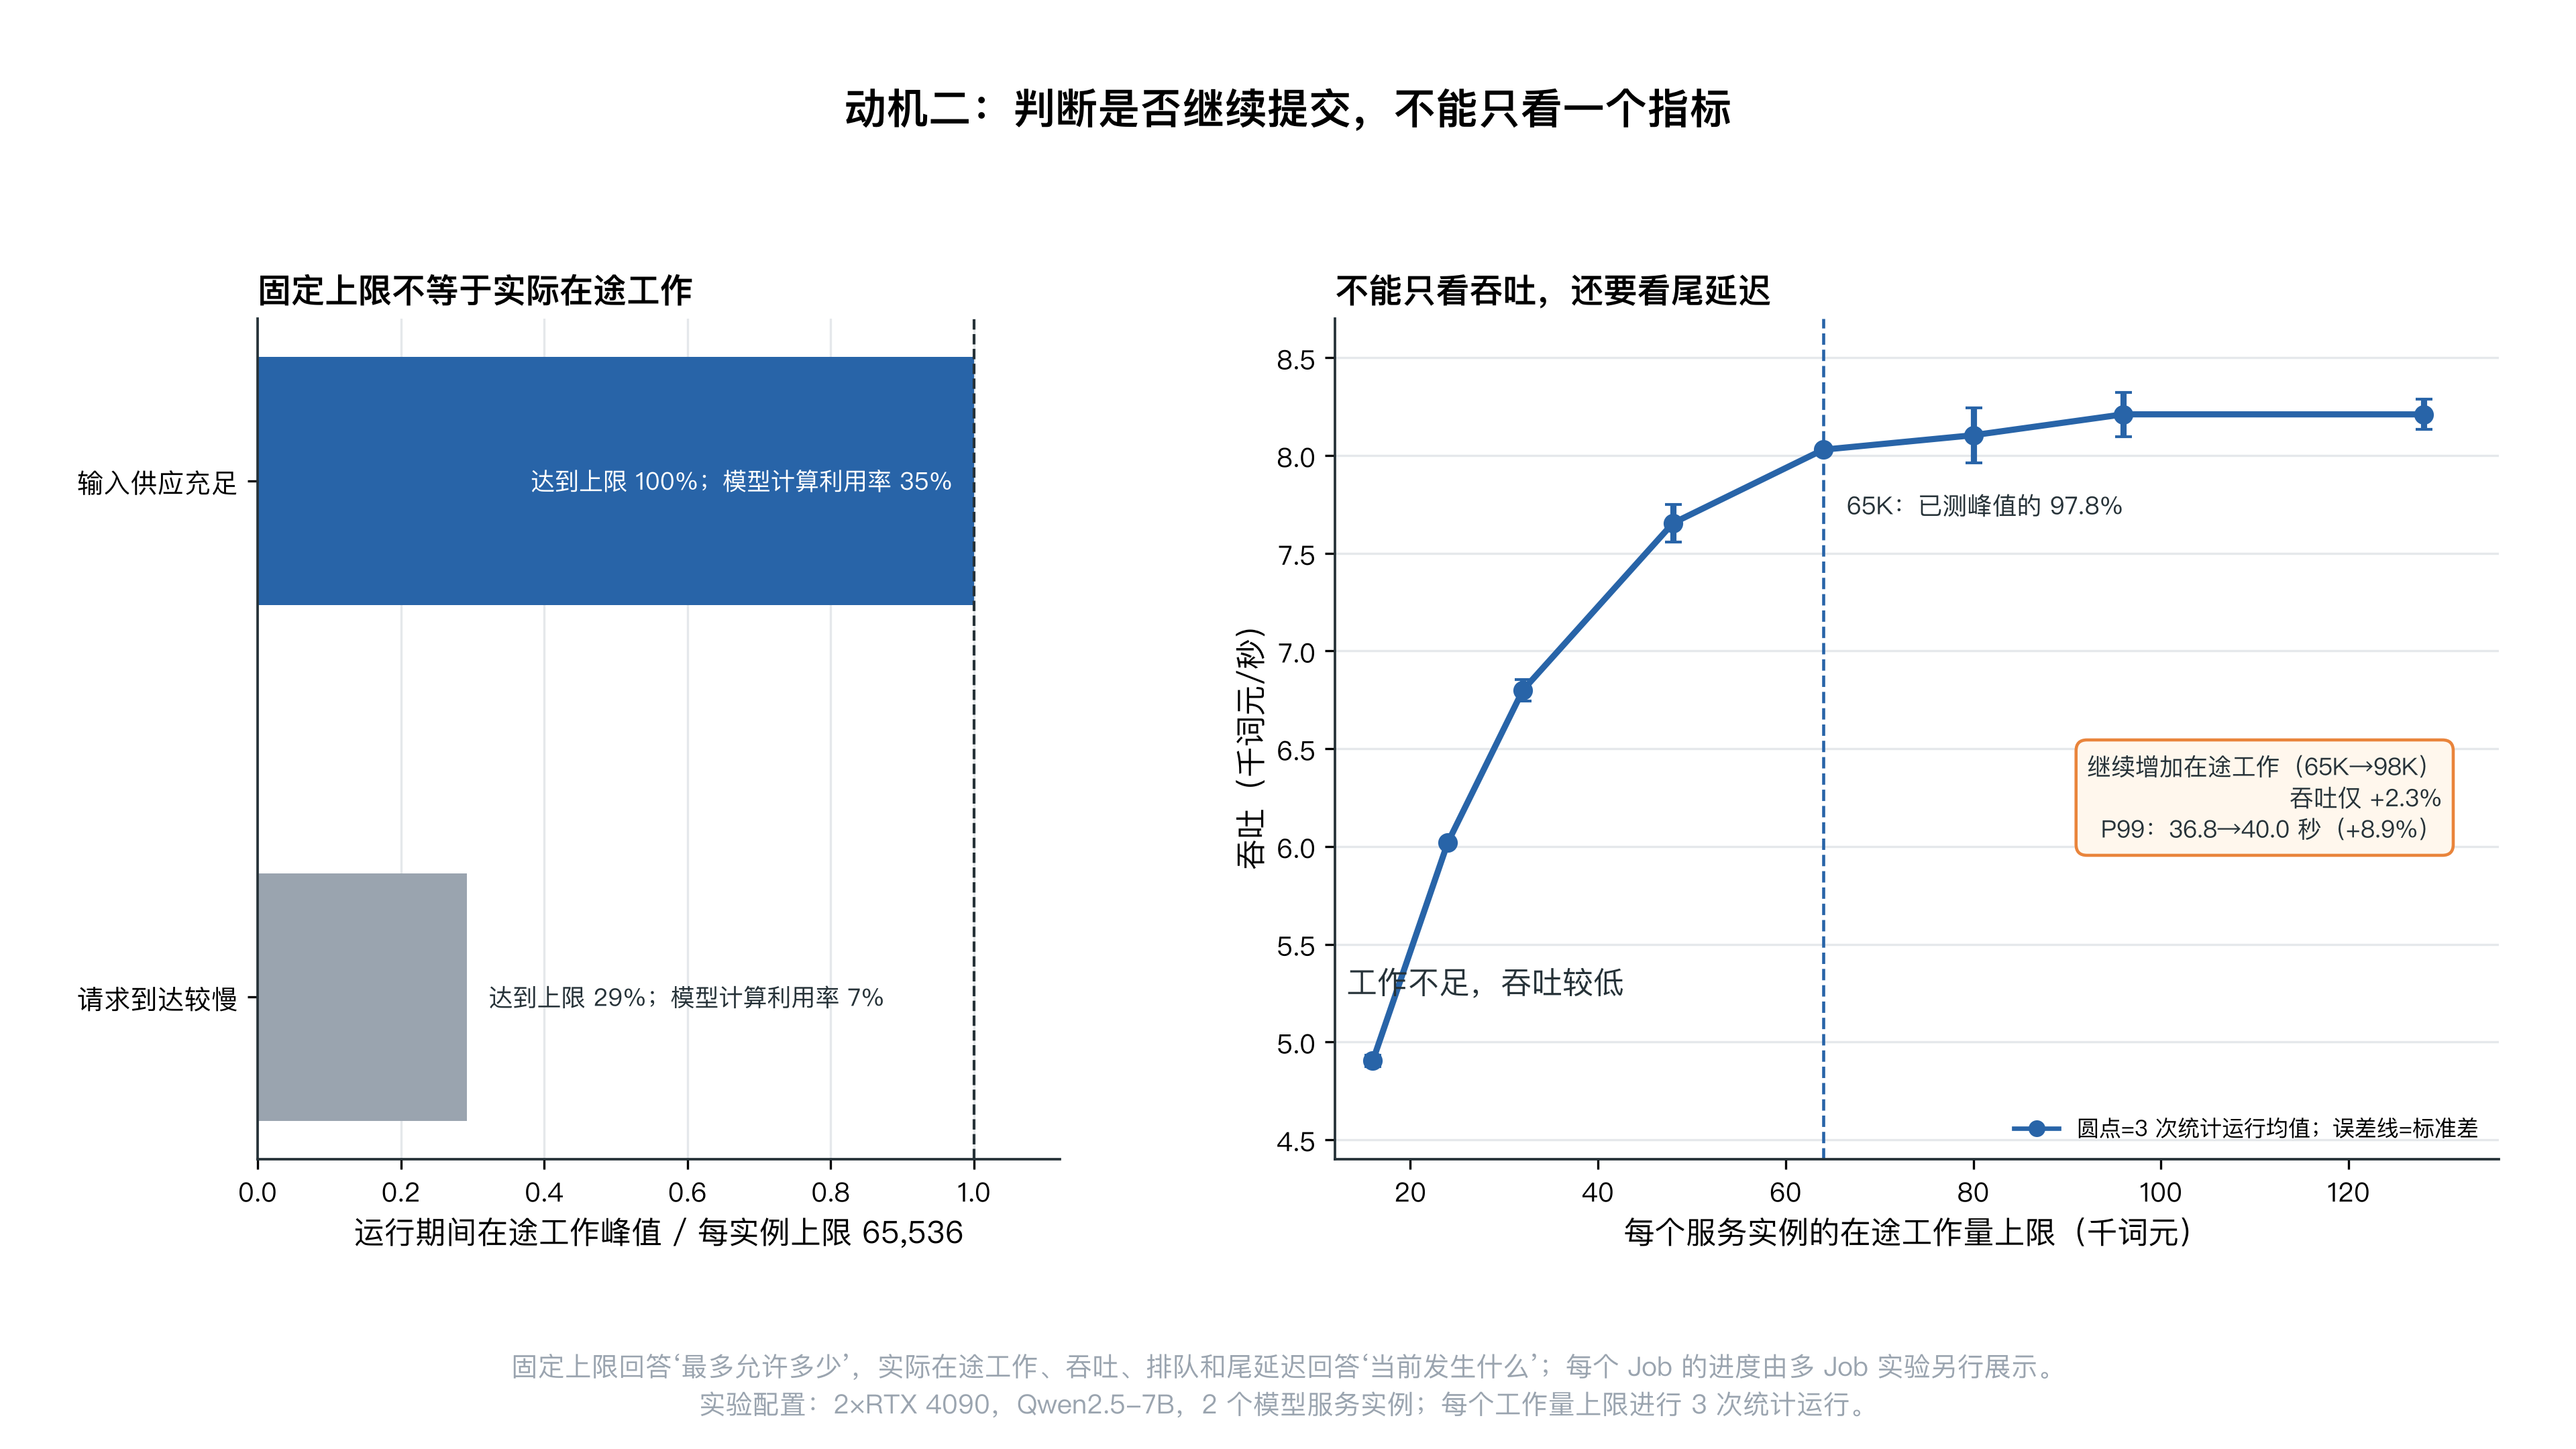 动机二：判断是否继续提交，不能只看一个指标
固定上限不等于实际在途工作
输入供应充足
达到上限 100%；模型计算利用率 35%
请求到达较慢
达到上限 29%；模型计算利用率 7%
0.0 0.2 0.4 0.6 0.8 1.0
运行期间在途工作峰值 / 每实例上限 65,536
不能只看吞吐，还要看尾延迟
吞吐（千词元/秒）
8.5
8.0
7.5
7.0
6.5
6.0
5.5
5.0
4.5
65K：已测峰值的 97.8%
继续增加在途工作（65K→98K）
吞吐仅 +2.3%
P99：36.8→40.0 秒（+8.9%）
工作不足，吞吐较低
圆点=3 次统计运行均值；误差线=标准差
20 40 60 80 100 120
每个服务实例的在途工作量上限（千词元）
固定上限回答‘最多允许多少’，实际在途工作、吞吐、排队和尾延迟回答‘当前发生什么’；每个 Job 的进度由多 Job 实验另行展示。
实验配置：2×RTX 4090，Qwen2.5–7B，2 个模型服务实例；每个工作量上限进行 3 次统计运行。